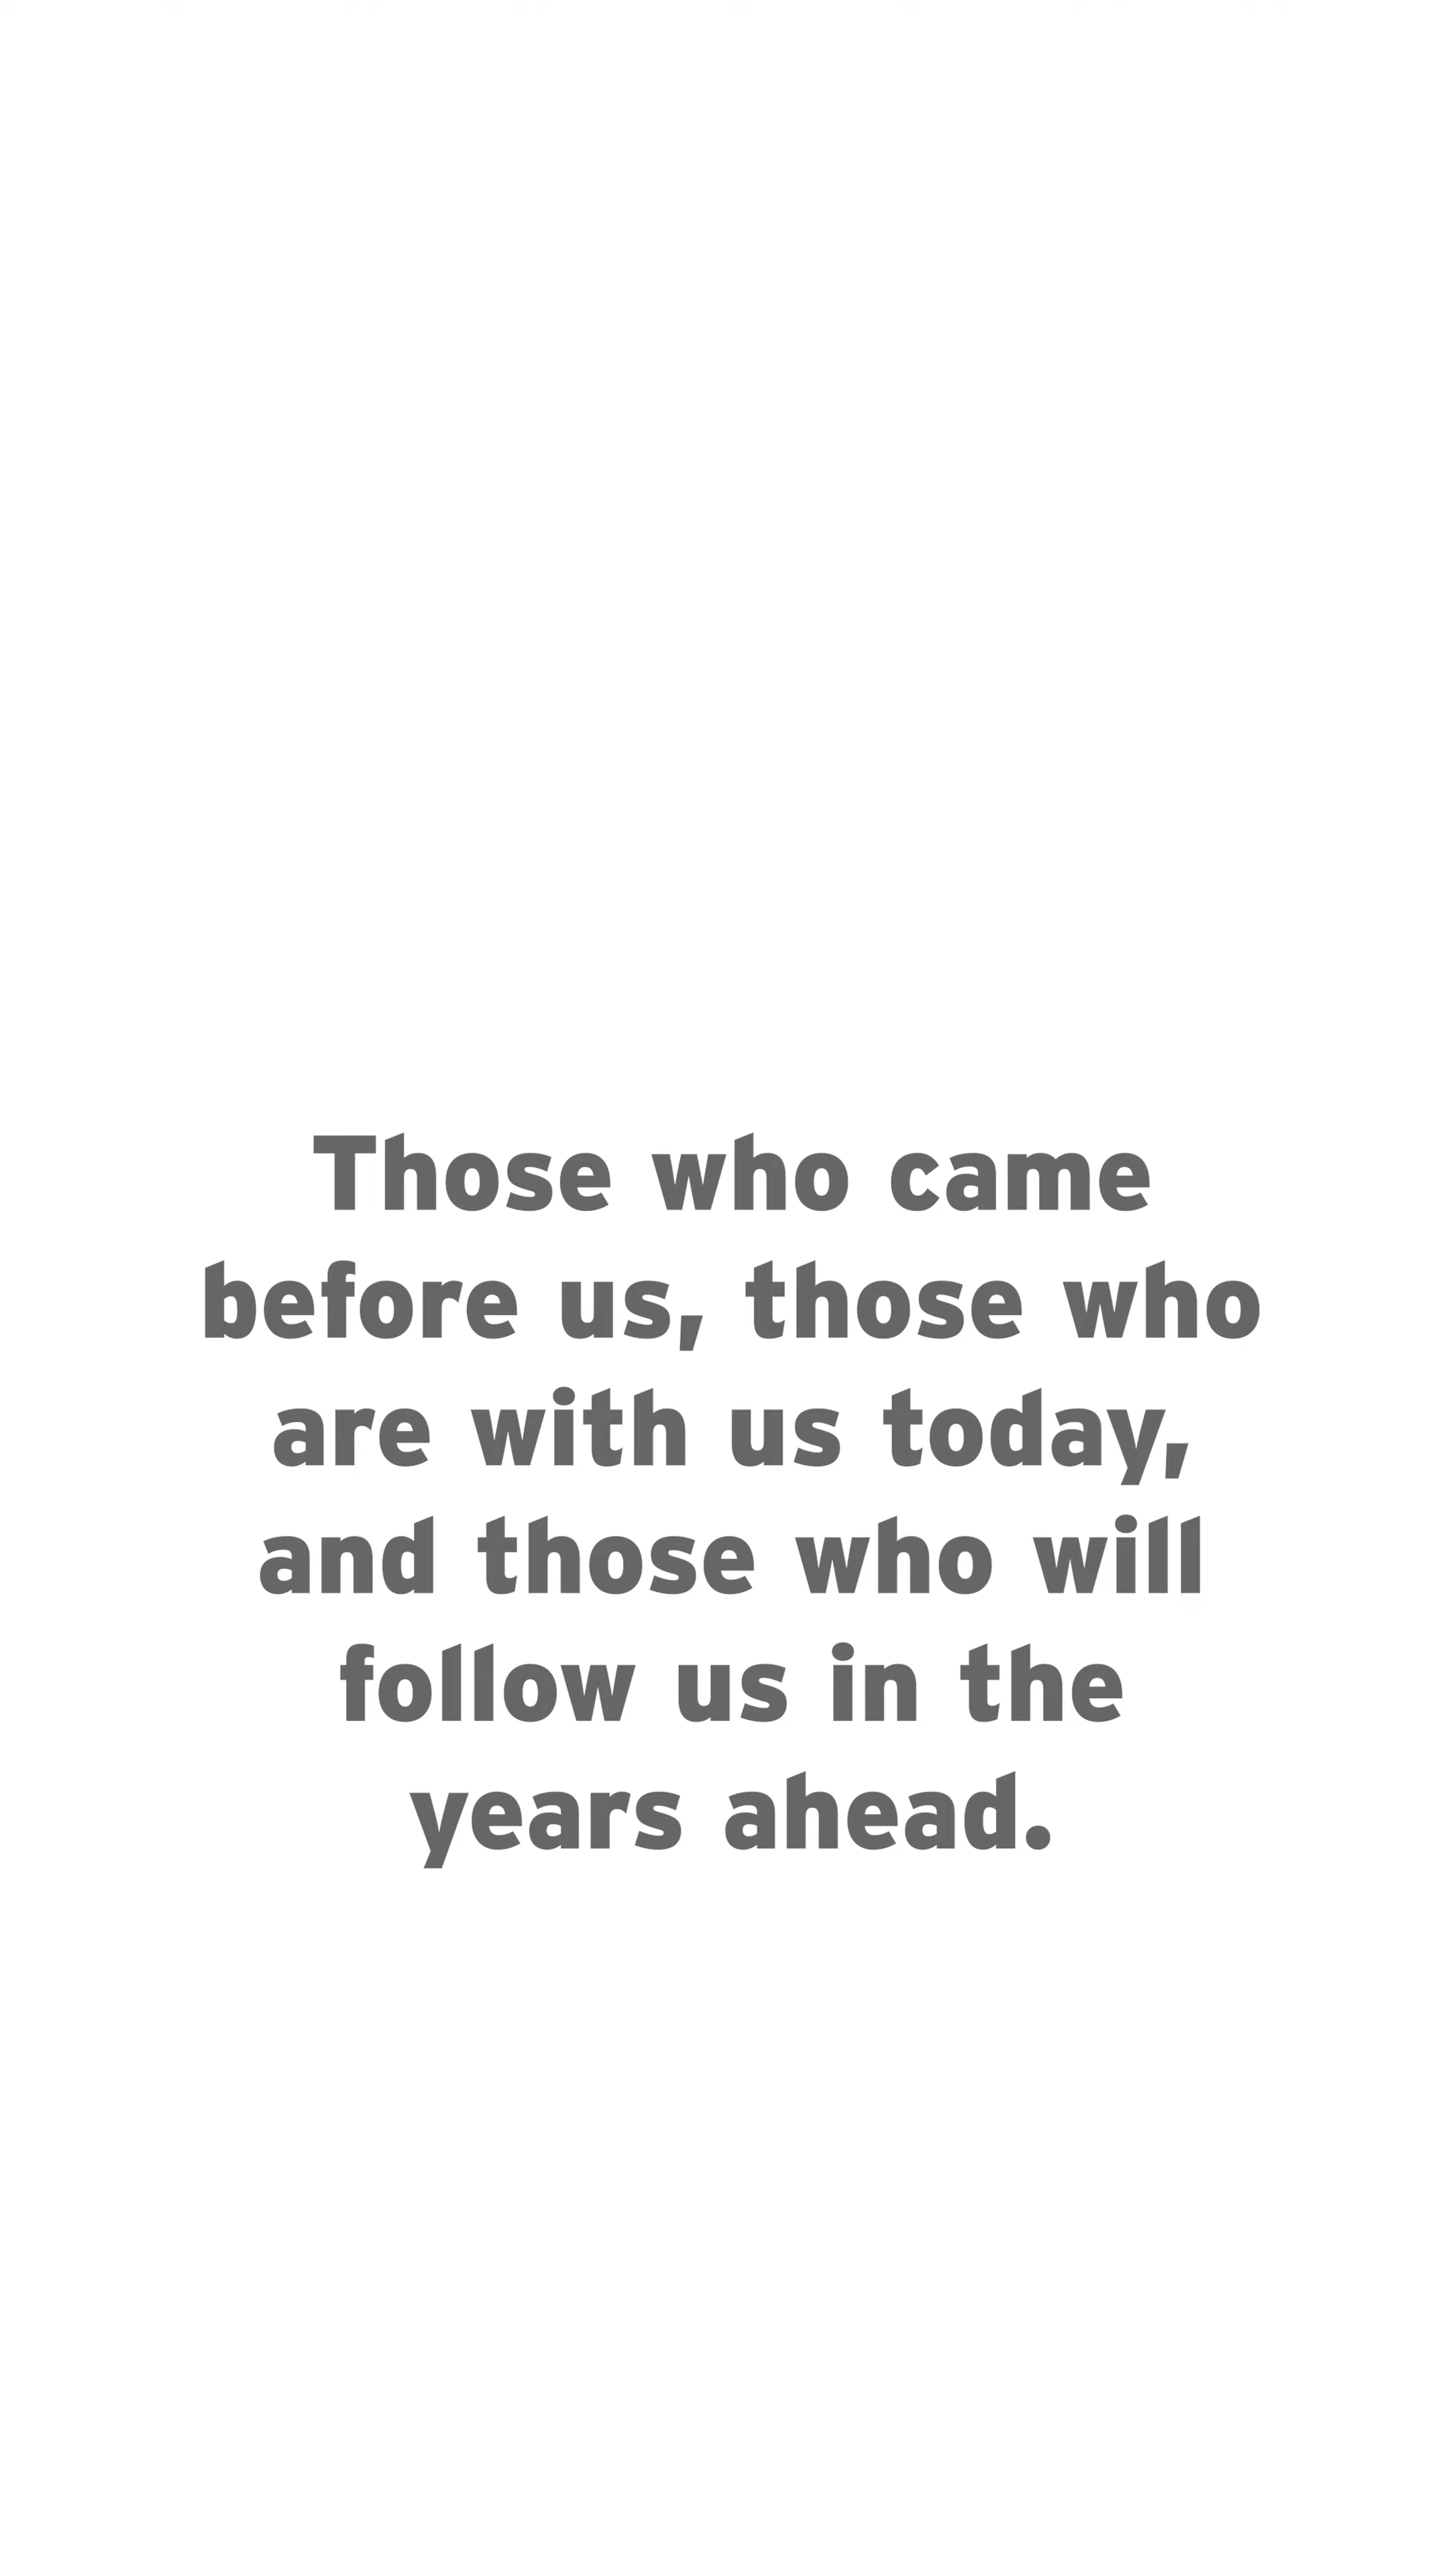 Those who came
before us, those who
are with us today,
and those who will
follow us in the
years ahead.